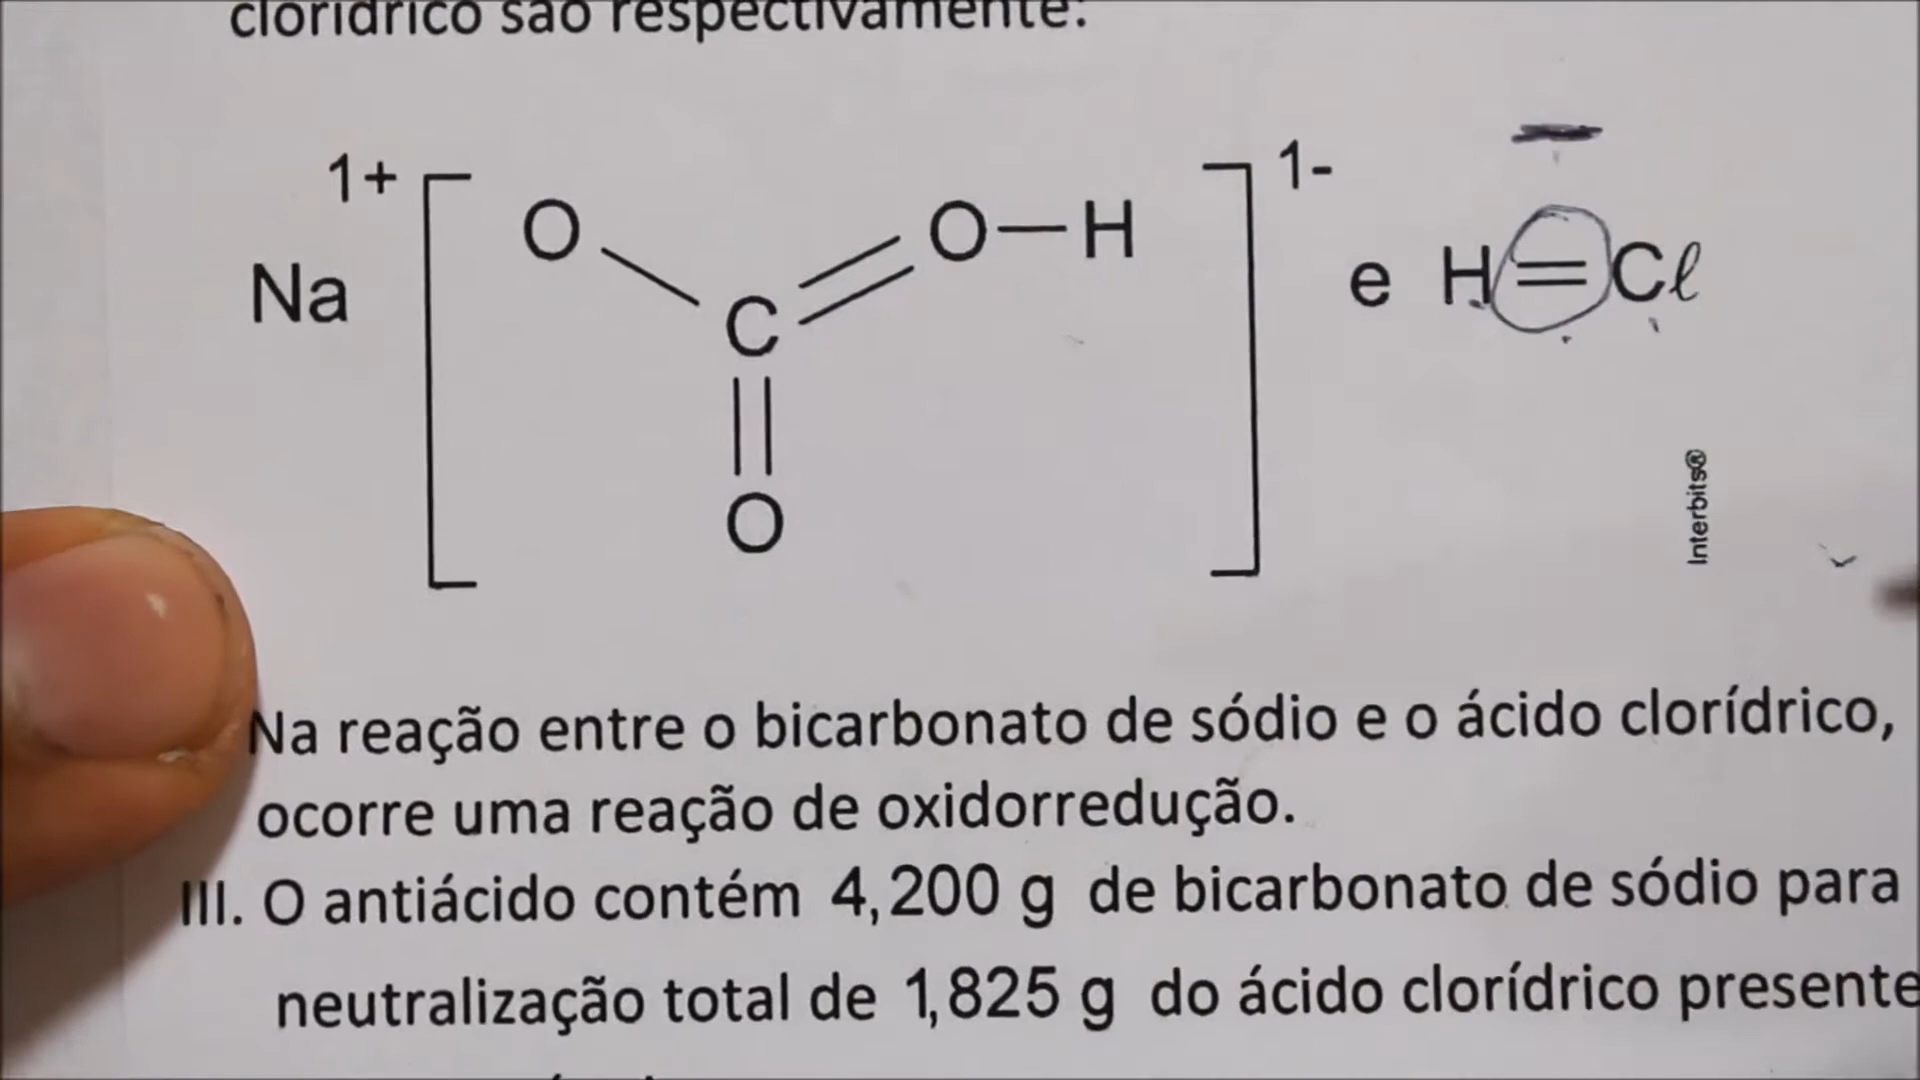 clorídrico são respectivamente:
1+
1-
O
O—H
Na
C
e H=Cℓ
O
Interbits®
Na reação entre o bicarbonato de sódio e o ácido clorídrico,
ocorre uma reação de oxidorredução.
III. O antiácido contém 4,200 g de bicarbonato de sódio para
neutralização total de 1,825 g do ácido clorídrico presente